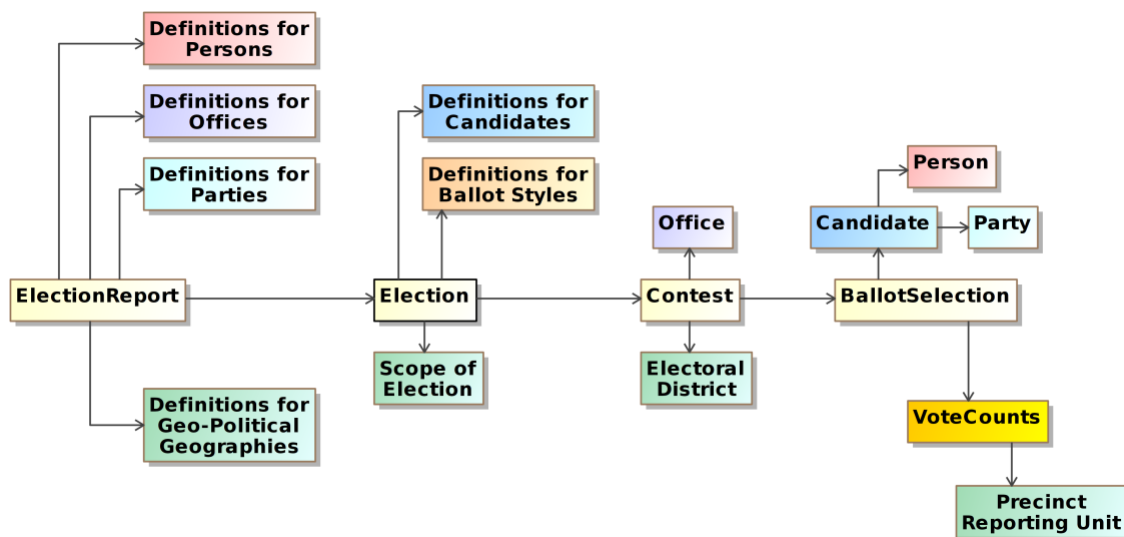 Definitions for
Persons
Definitions for
Offices
Definitions for
Parties
ElectionReport
Definitions for
Geo-Political
Geographies
Definitions for
Candidates
Definitions for
Ballot Styles
Election
Scope of
Election
Office
Contest
Electoral
District
Person
Candidate
Party
BallotSelection
VoteCounts
Precinct
Reporting Unit